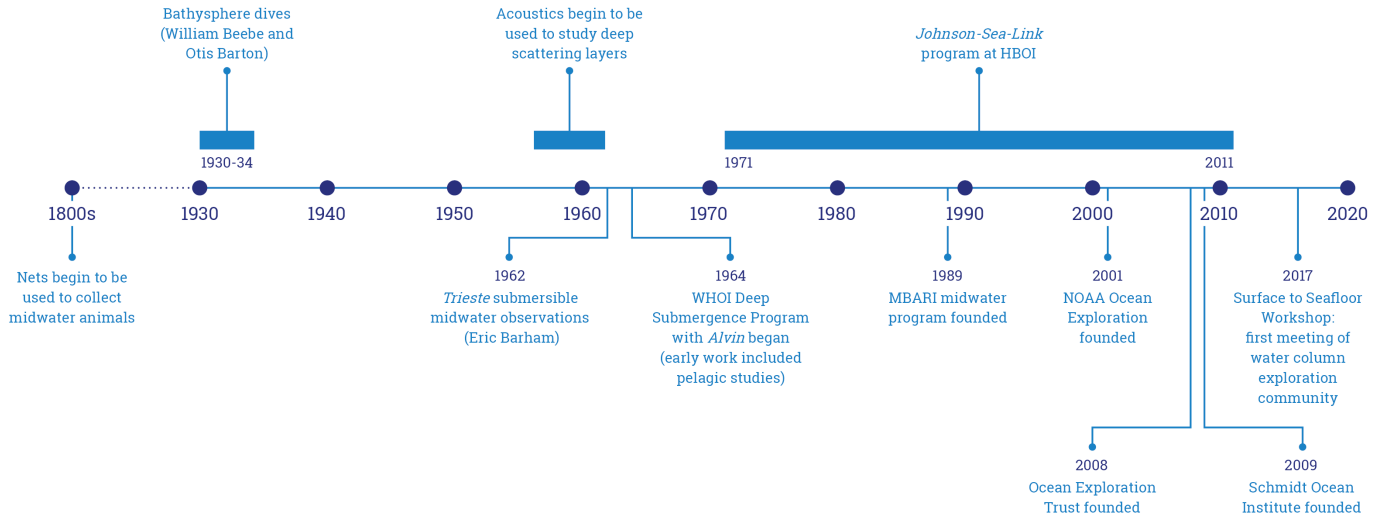 Bathysphere dives
(William Beebe and
Otis Barton)
Acoustics begin to be
used to study deep
scattering layers
Johnson-Sea-Link
program at HBOI
1930-34
1971
2011
1800s
1930
1940
1950
1960
1970
1980
1990
2000
2010
2020
Nets begin to be
used to collect
midwater animals
1962
Trieste submersible
midwater observations
(Eric Barham)
1964
WHOI Deep
Submergence Program
with Alvin began
(early work included
pelagic studies)
1989
MBARI midwater
program founded
2001
NOAA Ocean
Exploration
founded
2017
Surface to Seafloor
Workshop:
first meeting of
water column
exploration
community
2008
Ocean Exploration
Trust founded
2009
Schmidt Ocean
Institute founded